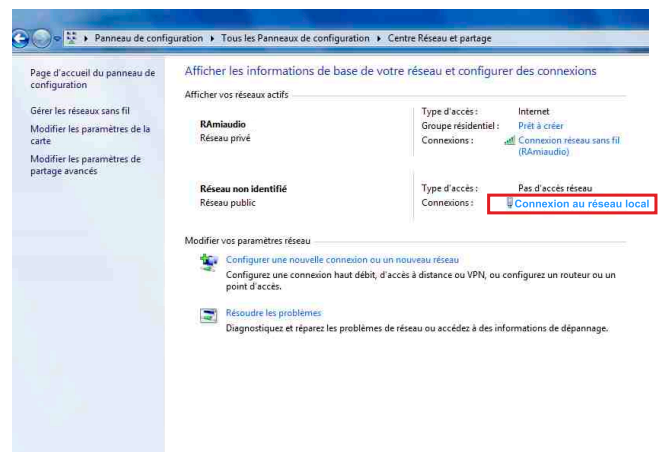 Panneau de configuration ▸ Tous les Panneaux de configuration ▸ Centre Réseau et partage
Page d'accueil du panneau de
configuration
Gérer les réseaux sans fil
Modifier les paramètres de la
carte
Modifier les paramètres de
partage avancés
Afficher les informations de base de votre réseau et configurer des connexions
Afficher vos réseaux actifs
RAmiaudio
Réseau privé
Type d'accès : Internet
Groupe résidentiel : Prêt à créer
Connexions : Connexion réseau sans fil
(RAmiaudio)
Réseau non identifié
Réseau public
Type d'accès : Pas d'accès réseau
Connexions : Connexion au réseau local
Modifier vos paramètres réseau
Configurer une nouvelle connexion ou un nouveau réseau
Configurez une connexion haut débit, d'accès à distance ou VPN, ou configurez un routeur ou un
point d'accès.
Résoudre les problèmes
Diagnostiquez et réparez les problèmes de réseau ou accédez à des informations de dépannage.